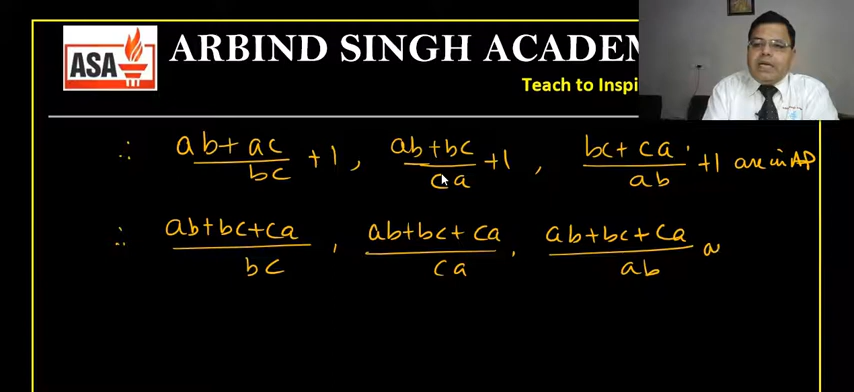 ASA
ARBIND SINGH ACADEM
Teach to Inspi
∴ (ab+ac)/bc +1, (ab+bc)/ca +1, (bc+ca)/ab +1 are in AP
∴ (ab+bc+ca)/bc, (ab+bc+ca)/ca, (ab+bc+ca)/ab a